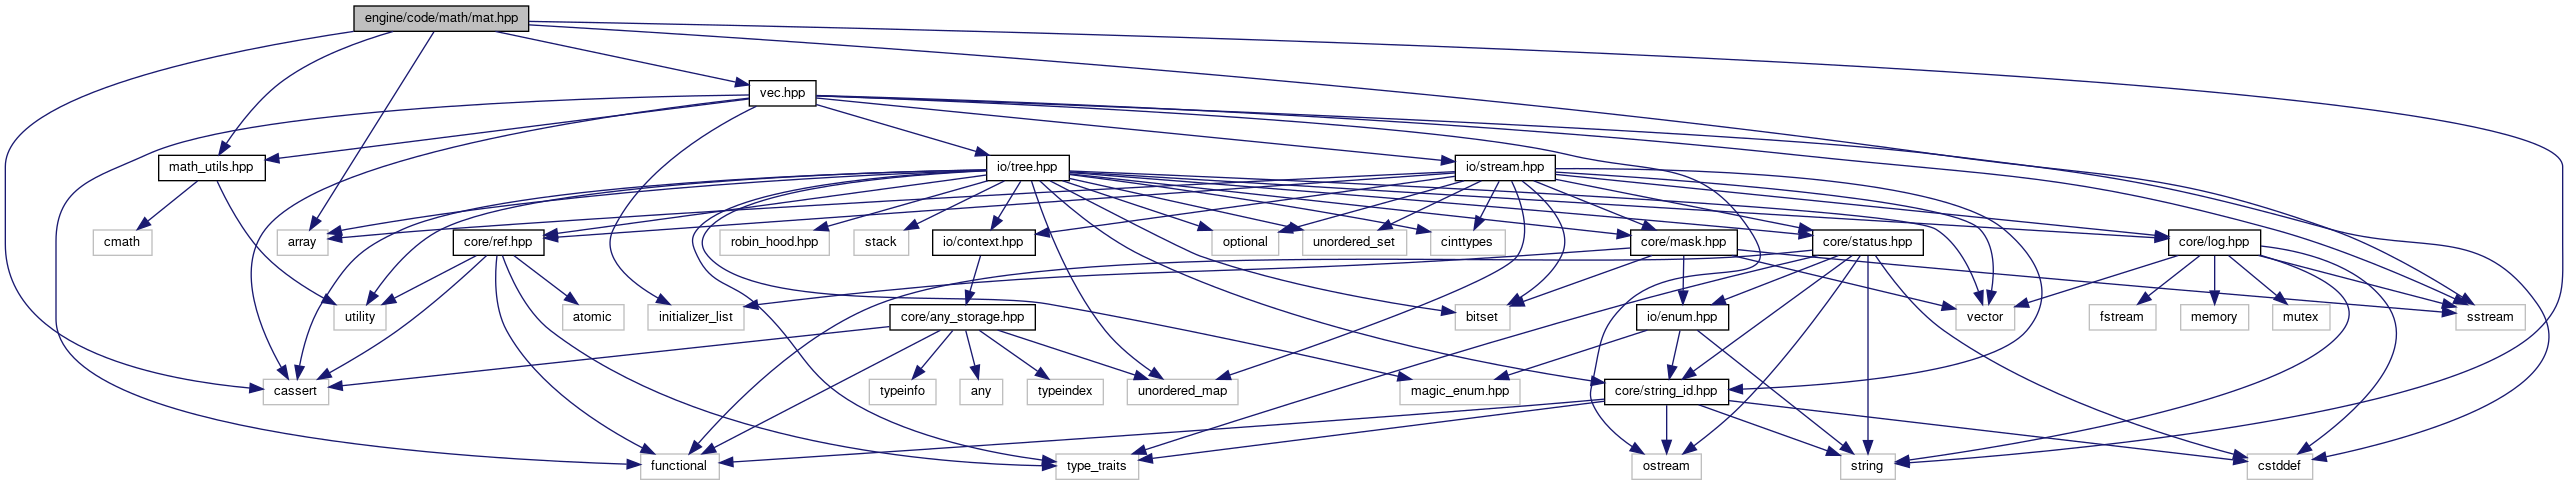 engine/code/math/mat.hpp
vec.hpp
math_utils.hpp
io/tree.hpp
io/stream.hpp
cmath
array
core/ref.hpp
robin_hood.hpp
stack
io/context.hpp
optional
unordered_set
cinttypes
core/mask.hpp
core/status.hpp
core/log.hpp
utility
atomic
initializer_list
core/any_storage.hpp
bitset
io/enum.hpp
vector
fstream
memory
mutex
sstream
cassert
typeinfo
any
typeindex
unordered_map
magic_enum.hpp
core/string_id.hpp
functional
type_traits
ostream
string
cstddef